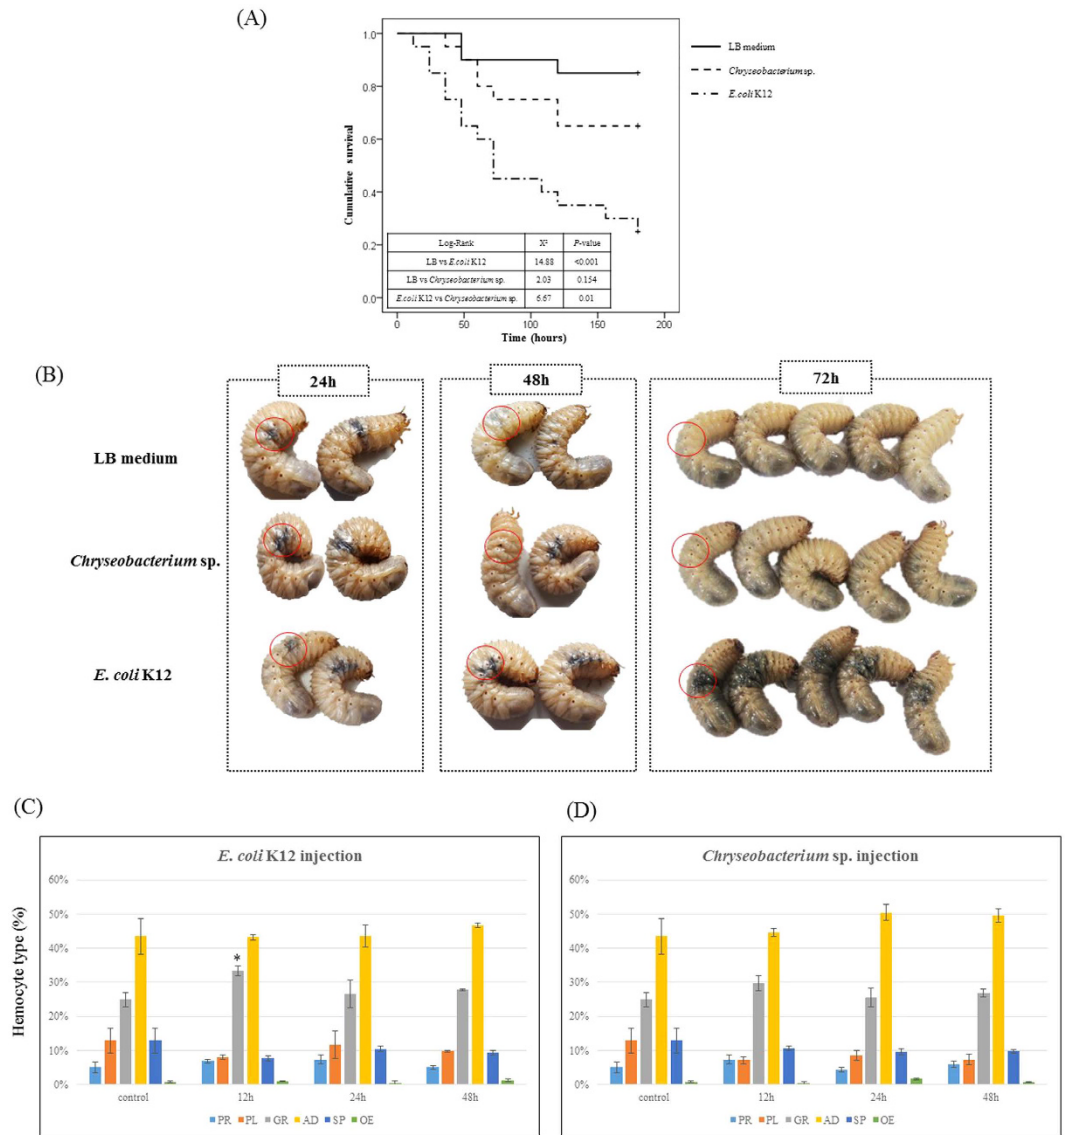 (A)
1.0
0.8
0.6
0.4
0.2
0.0
Cumulative survival
LB medium
Chryseobacterium sp.
E.coli K12
Log-Rank X² P-value
LB vs E.coli K12 14.88 <0.001
LB vs Chryseobacterium sp. 2.03 0.154
E.coli K12 vs Chryseobacterium sp. 6.67 0.01
0 50 100 150 200
Time (hours)
(B)
24h 48h 72h
LB medium
Chryseobacterium sp.
E. coli K12
(C)
E. coli K12 injection
Hemocyte type (%)
60%
50%
40%
30%
20%
10%
0%
*
control 12h 24h 48h
PR PL GR AD SP OE
(D)
Chryseobacterium sp. injection
60%
50%
40%
30%
20%
10%
0%
control 12h 24h 48h
PR PL GR AD SP OE